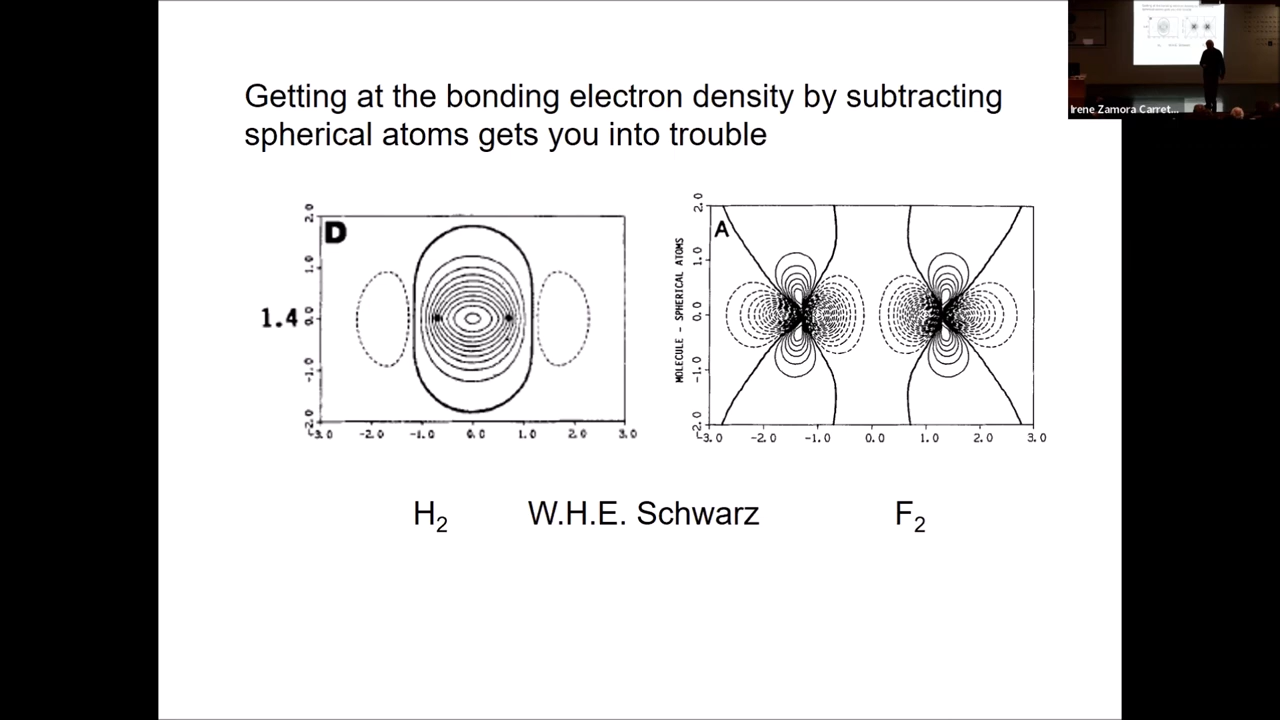 Getting at the bonding electron density by subtracting
spherical atoms gets you into trouble
Irene Zamora Carret...
D
2.0
1.0
0.0
-1.0
-2.0
1.4
-3.0 -2.0 -1.0 0.0 1.0 2.0 3.0
A
MOLECULE - SPHERICAL ATOMS
2.0
1.0
0.0
-1.0
-2.0
-3.0 -2.0 -1.0 0.0 1.0 2.0 3.0
H2 W.H.E. Schwarz F2